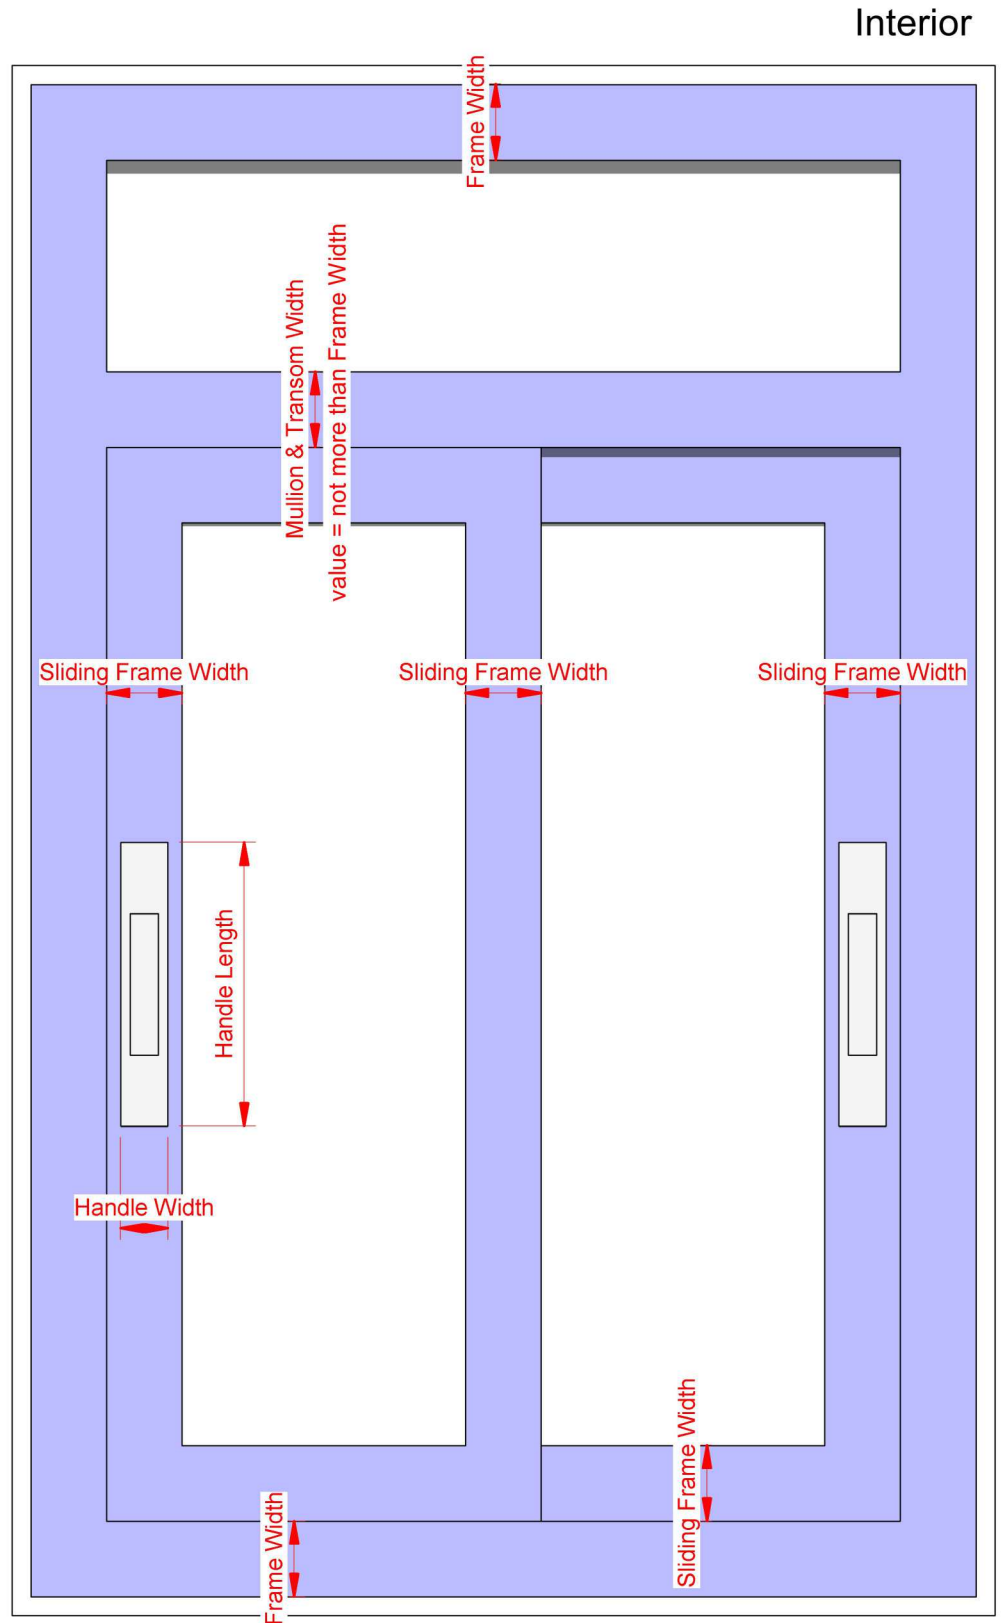 Interior
Frame Width
Mullion & Transom Width
value = not more than Frame Width
Sliding Frame Width
Sliding Frame Width
Sliding Frame Width
Handle Length
Handle Width
Sliding Frame Width
Frame Width